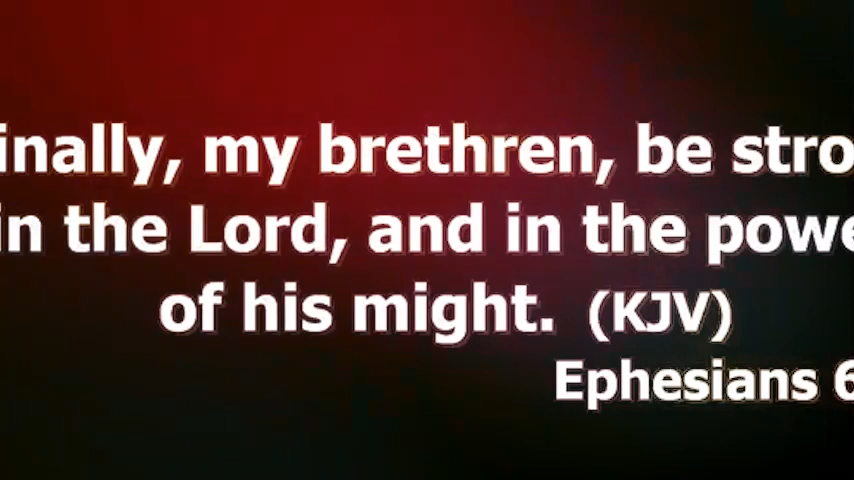 inally, my brethren, be stro
in the Lord, and in the powe
of his might. (KJV)
Ephesians 6